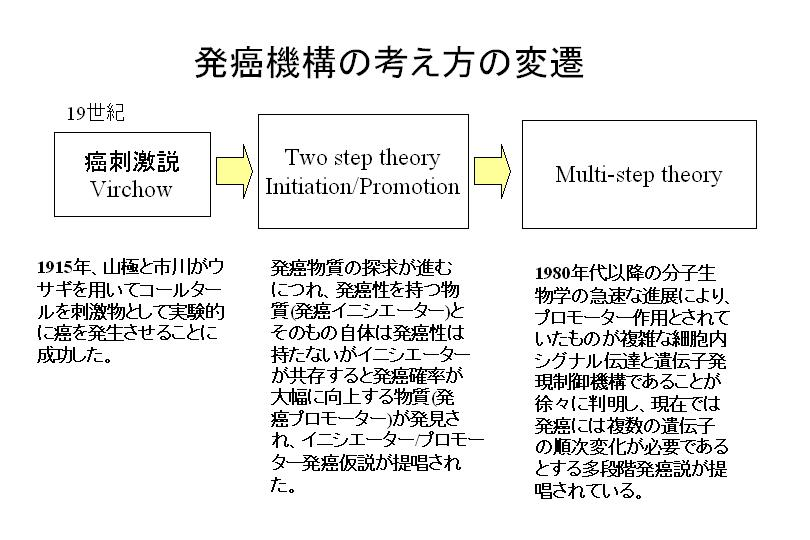 発癌機構の考え方の変遷
19世紀
癌刺激説
Virchow
Two step theory
Initiation/Promotion
Multi-step theory
1915年、山極と市川がウ
サギを用いてコールター
ルを刺激物として実験的
に癌を発生させることに
成功した。
発癌物質の探求が進む
につれ、発癌性を持つ物
質(発癌イニシエーター)と
そのもの自体は発癌性は
持たないがイニシエーター
が共存すると発癌確率が
大幅に向上する物質(発
癌プロモーター)が発見さ
れ、イニシエーター/プロモー
ター発癌仮説が提唱され
た。
1980年代以降の分子生
物学の急速な進展により、
プロモーター作用とされて
いたものが複雑な細胞内
シグナル伝達と遺伝子発
現制御機構であることが
徐々に判明し、現在では
発癌には複数の遺伝子
の順次変化が必要である
とする多段階発癌説が提
唱されている。